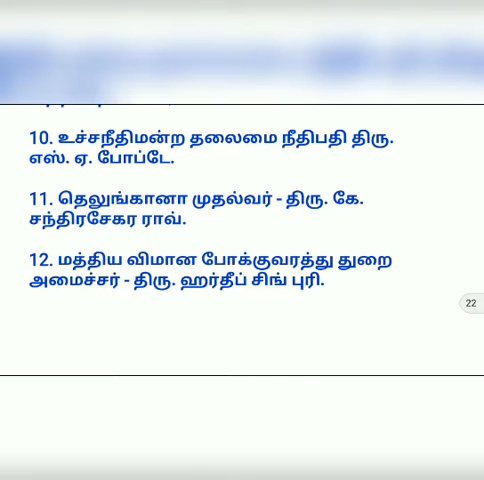 10. உச்சநீதிமன்ற தலைமை நீதிபதி திரு.
எஸ். ஏ. போப்டே.
11. தெலுங்கானா முதல்வர் - திரு. கே.
சந்திரசேகர ராவ்.
12. மத்திய விமான போக்குவரத்து துறை
அமைச்சர் - திரு. ஹர்தீப் சிங் புரி.
22